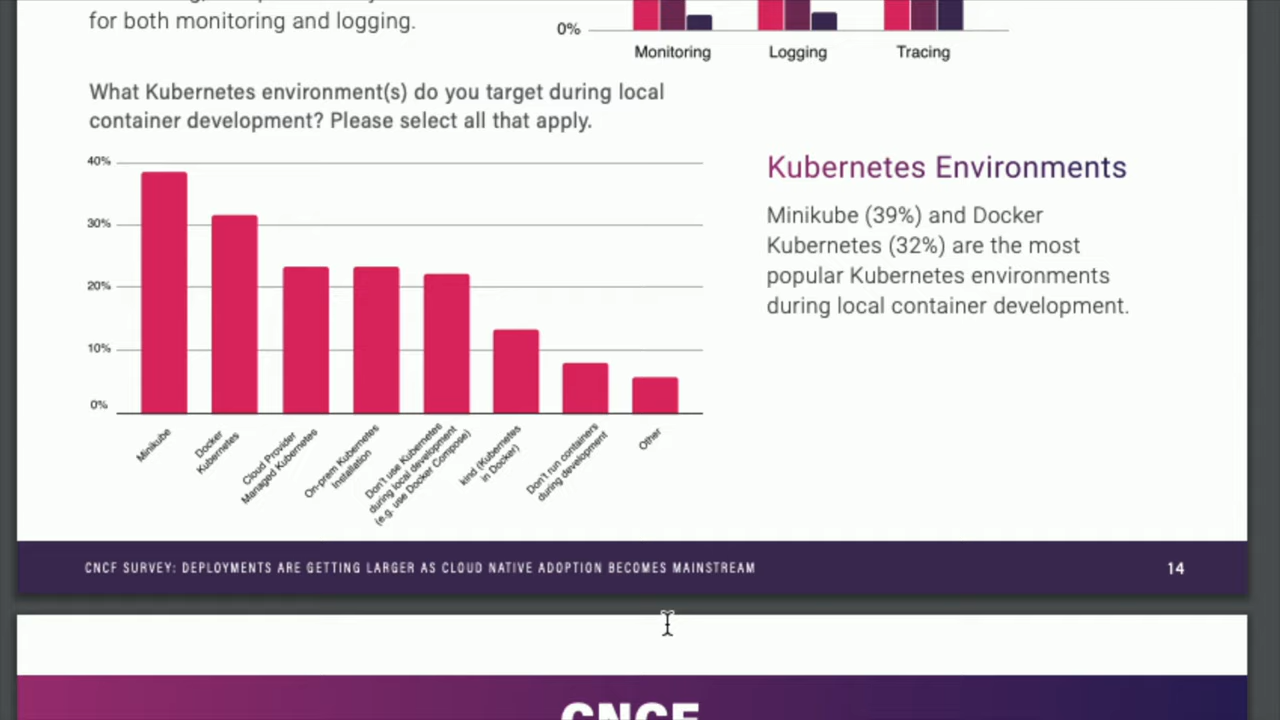 for both monitoring and logging.
0%
Monitoring
Logging
Tracing
What Kubernetes environment(s) do you target during local
container development? Please select all that apply.
40%
30%
20%
10%
0%
Minikube
Docker
Kubernetes
Cloud Provider
Managed Kubernetes
On-prem Kubernetes
Installation
Don't use Kubernetes
during local development
(e.g. use Docker Compose)
kind (Kubernetes
in Docker)
Don't run containers
during development
Other
Kubernetes Environments
Minikube (39%) and Docker
Kubernetes (32%) are the most
popular Kubernetes environments
during local container development.
CNCF SURVEY: DEPLOYMENTS ARE GETTING LARGER AS CLOUD NATIVE ADOPTION BECOMES MAINSTREAM
14
CNCF